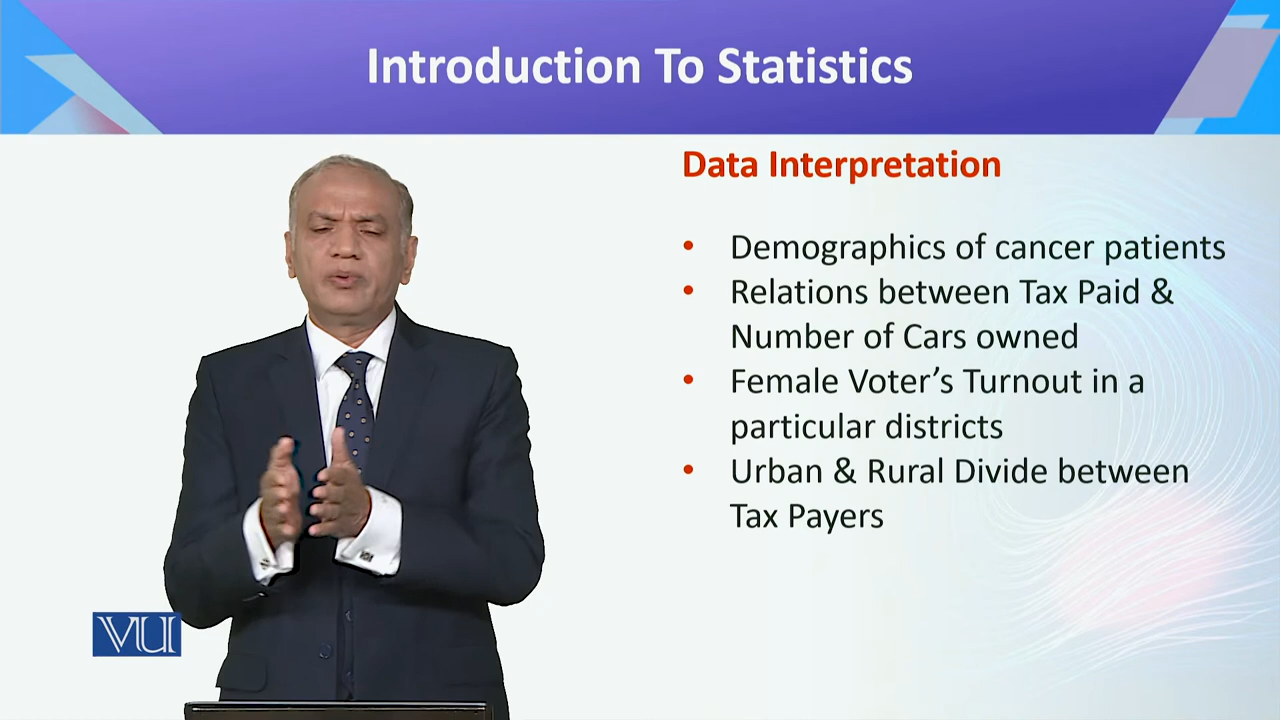 Introduction To Statistics
Data Interpretation
• Demographics of cancer patients
• Relations between Tax Paid &
Number of Cars owned
• Female Voter’s Turnout in a
particular districts
• Urban & Rural Divide between
Tax Payers
VU